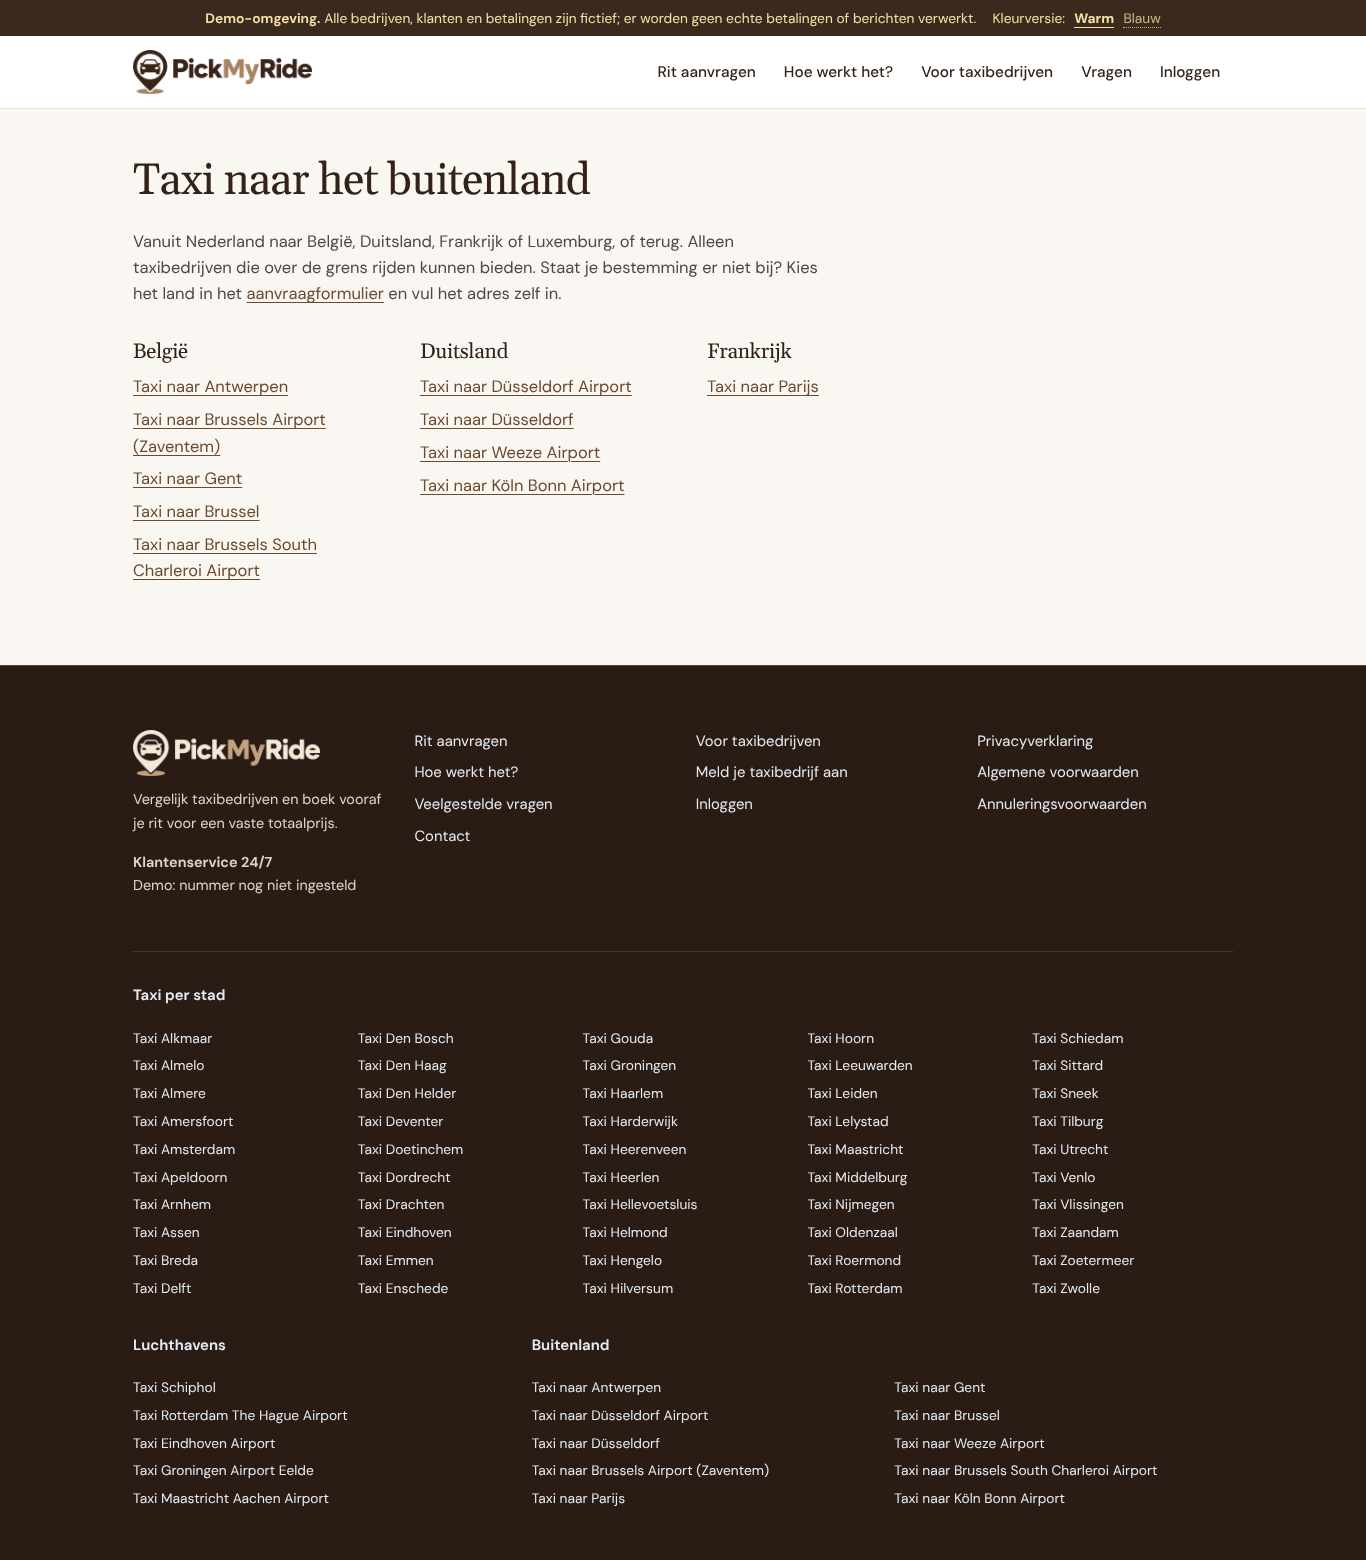 Demo-omgeving. Alle bedrijven, klanten en betalingen zijn fictief; er worden geen echte betalingen of berichten verwerkt. Kleurversie: Warm Blauw
PickMyRide
Rit aanvragen Hoe werkt het? Voor taxibedrijven Vragen Inloggen
Taxi naar het buitenland
Vanuit Nederland naar België, Duitsland, Frankrijk of Luxemburg, of terug. Alleen
taxibedrijven die over de grens rijden kunnen bieden. Staat je bestemming er niet bij? Kies
het land in het aanvraagformulier en vul het adres zelf in.
België
Taxi naar Antwerpen
Taxi naar Brussels Airport
(Zaventem)
Taxi naar Gent
Taxi naar Brussel
Taxi naar Brussels South
Charleroi Airport
Duitsland
Taxi naar Düsseldorf Airport
Taxi naar Düsseldorf
Taxi naar Weeze Airport
Taxi naar Köln Bonn Airport
Frankrijk
Taxi naar Parijs
PickMyRide
Vergelijk taxibedrijven en boek vooraf
je rit voor een vaste totaalprijs.
Klantenservice 24/7
Demo: nummer nog niet ingesteld
Rit aanvragen
Hoe werkt het?
Veelgestelde vragen
Contact
Voor taxibedrijven
Meld je taxibedrijf aan
Inloggen
Privacyverklaring
Algemene voorwaarden
Annuleringsvoorwaarden
Taxi per stad
Taxi Alkmaar
Taxi Almelo
Taxi Almere
Taxi Amersfoort
Taxi Amsterdam
Taxi Apeldoorn
Taxi Arnhem
Taxi Assen
Taxi Breda
Taxi Delft
Taxi Den Bosch
Taxi Den Haag
Taxi Den Helder
Taxi Deventer
Taxi Doetinchem
Taxi Dordrecht
Taxi Drachten
Taxi Eindhoven
Taxi Emmen
Taxi Enschede
Taxi Gouda
Taxi Groningen
Taxi Haarlem
Taxi Harderwijk
Taxi Heerenveen
Taxi Heerlen
Taxi Hellevoetsluis
Taxi Helmond
Taxi Hengelo
Taxi Hilversum
Taxi Hoorn
Taxi Leeuwarden
Taxi Leiden
Taxi Lelystad
Taxi Maastricht
Taxi Middelburg
Taxi Nijmegen
Taxi Oldenzaal
Taxi Roermond
Taxi Rotterdam
Taxi Schiedam
Taxi Sittard
Taxi Sneek
Taxi Tilburg
Taxi Utrecht
Taxi Venlo
Taxi Vlissingen
Taxi Zaandam
Taxi Zoetermeer
Taxi Zwolle
Luchthavens
Taxi Schiphol
Taxi Rotterdam The Hague Airport
Taxi Eindhoven Airport
Taxi Groningen Airport Eelde
Taxi Maastricht Aachen Airport
Buitenland
Taxi naar Antwerpen
Taxi naar Düsseldorf Airport
Taxi naar Düsseldorf
Taxi naar Brussels Airport (Zaventem)
Taxi naar Parijs
Taxi naar Gent
Taxi naar Brussel
Taxi naar Weeze Airport
Taxi naar Brussels South Charleroi Airport
Taxi naar Köln Bonn Airport